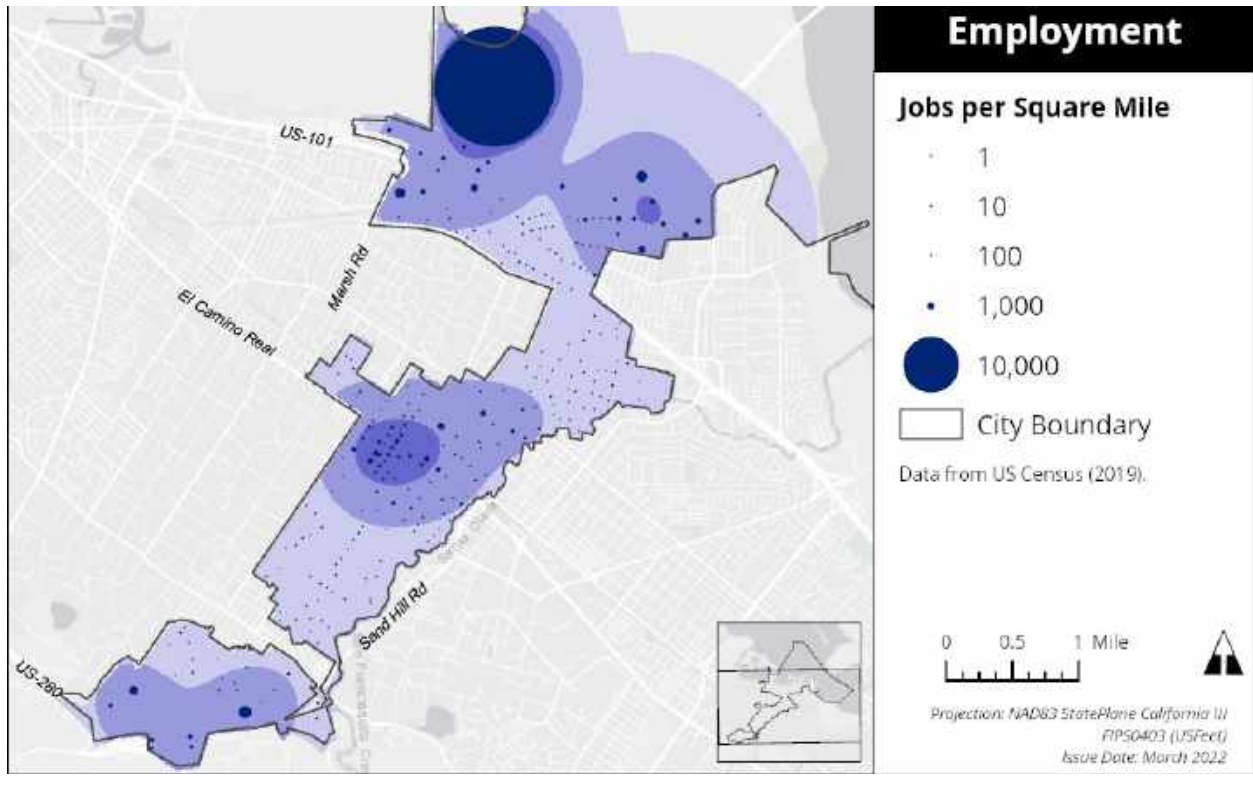 Employment
Jobs per Square Mile
1
10
100
1,000
10,000
City Boundary
Data from US Census (2019).
0 0.5 1 Mile
Projection: NAD83 StatePlane California III
FIPS0403 (USFeet)
Issue Date: March 2022
US-101
Marsh Rd
El Camino Real
Santa Clara
Sand Hill Rd
US-280